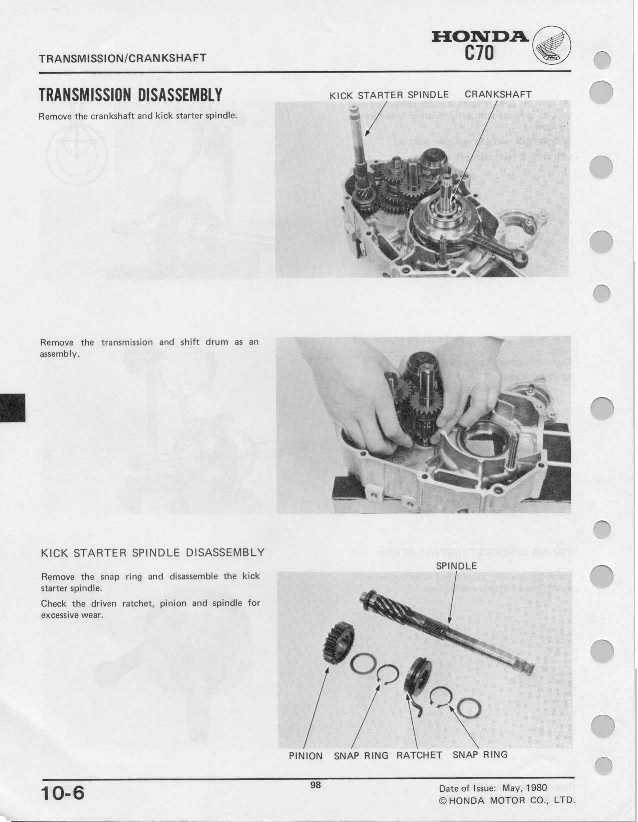 TRANSMISSION/CRANKSHAFT
HONDA
C70
TRANSMISSION DISASSEMBLY
Remove the crankshaft and kick starter spindle.
KICK STARTER SPINDLE CRANKSHAFT
Remove the transmission and shift drum as an
assembly.
KICK STARTER SPINDLE DISASSEMBLY
Remove the snap ring and disassemble the kick
starter spindle.
Check the driven ratchet, pinion and spindle for
excessive wear.
SPINDLE
PINION SNAP RING RATCHET SNAP RING
10-6
98
Date of Issue: May, 1980
© HONDA MOTOR CO., LTD.